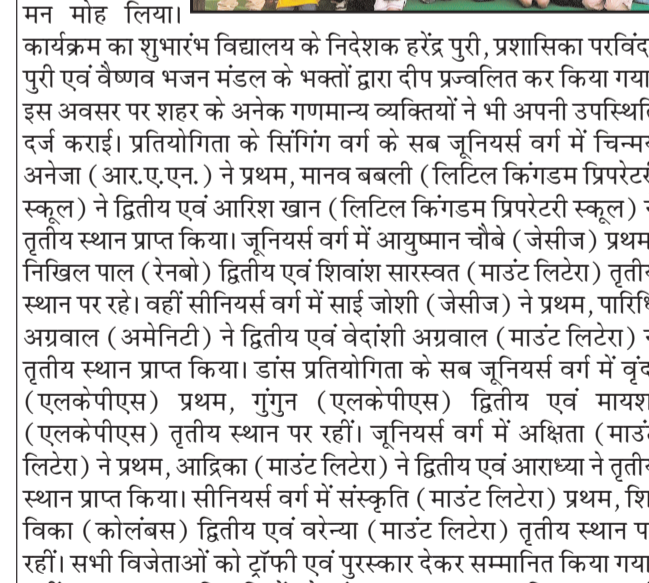 मन मोह लिया।
कार्यक्रम का शुभारंभ विद्यालय के निदेशक हरेंद्र पुरी, प्रशासिका परविंद
पुरी एवं वैष्णव भजन मंडल के भक्तों द्वारा दीप प्रज्वलित कर किया गया
इस अवसर पर शहर के अनेक गणमान्य व्यक्तियों ने भी अपनी उपस्थिति
दर्ज कराई। प्रतियोगिता के सिंगिंग वर्ग के सब जूनियर्स वर्ग में चिन्मय
अनेजा (आर.ए.एन.) ने प्रथम, मानव बबली (लिटिल किंगडम प्रिपरेटरी
स्कूल) ने द्वितीय एवं आरिश खान (लिटिल किंगडम प्रिपरेटरी स्कूल)
तृतीय स्थान प्राप्त किया। जूनियर्स वर्ग में आयुष्मान चौबे (जेसीज) प्रथम
निखिल पाल (रेनबो) द्वितीय एवं शिवांश सारस्वत (माउंट लिटेरा) तृतीय
स्थान पर रहे। वहीं सीनियर्स वर्ग में साई जोशी (जेसीज) ने प्रथम, पारिधि
अग्रवाल (अमेनिटी) ने द्वितीय एवं वेदांशी अग्रवाल (माउंट लिटेरा)
तृतीय स्थान प्राप्त किया। डांस प्रतियोगिता के सब जूनियर्स वर्ग में वृंद
(एलकेपीएस) प्रथम, गुंगुन (एलकेपीएस) द्वितीय एवं मायश
(एलकेपीएस) तृतीय स्थान पर रहीं। जूनियर्स वर्ग में अक्षिता (माउंट
लिटेरा) ने प्रथम, आद्रिका (माउंट लिटेरा) ने द्वितीय एवं आराध्या ने तृतीय
स्थान प्राप्त किया। सीनियर्स वर्ग में संस्कृति (माउंट लिटेरा) प्रथम, शि
विका (कोलंबस) द्वितीय एवं वरेन्या (माउंट लिटेरा) तृतीय स्थान प
रहीं। सभी विजेताओं को ट्रॉफी एवं पुरस्कार देकर सम्मानित किया गया